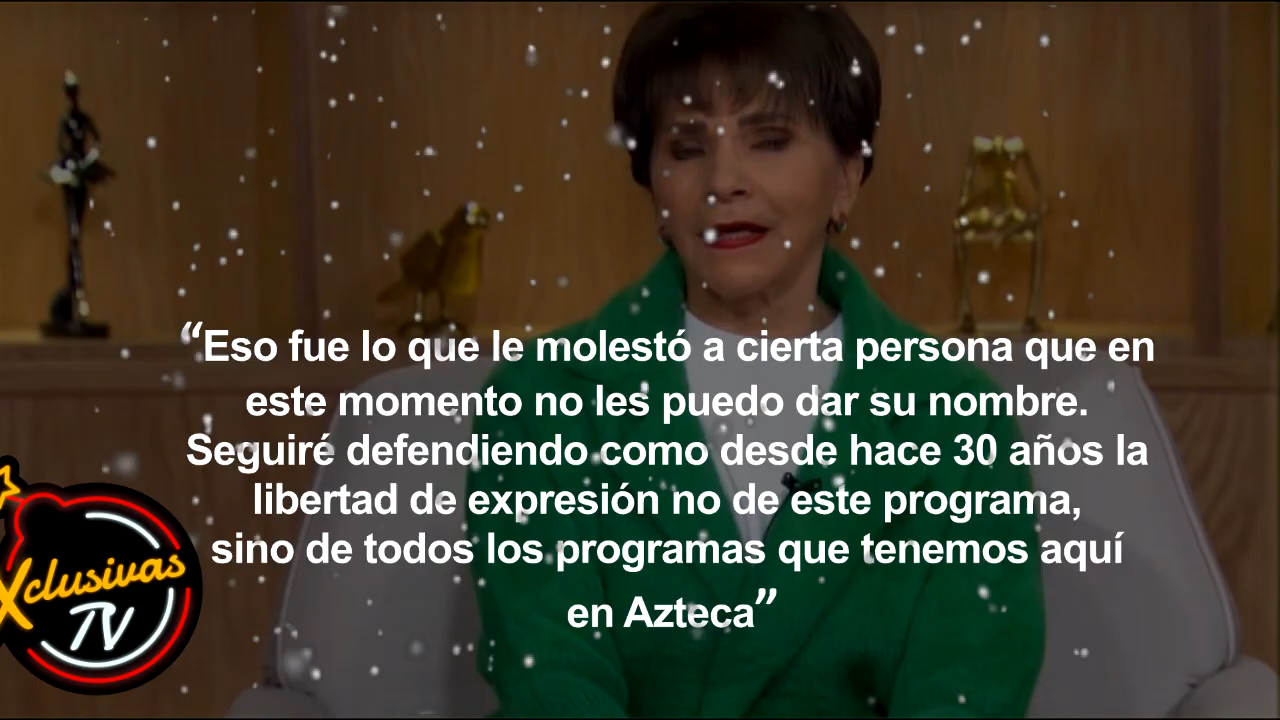 “Eso fue lo que le molestó a cierta persona que en
este momento no les puedo dar su nombre.
Seguiré defendiendo como desde hace 30 años la
libertad de expresión no de este programa,
sino de todos los programas que tenemos aquí
en Azteca”
Xclusivas
TV